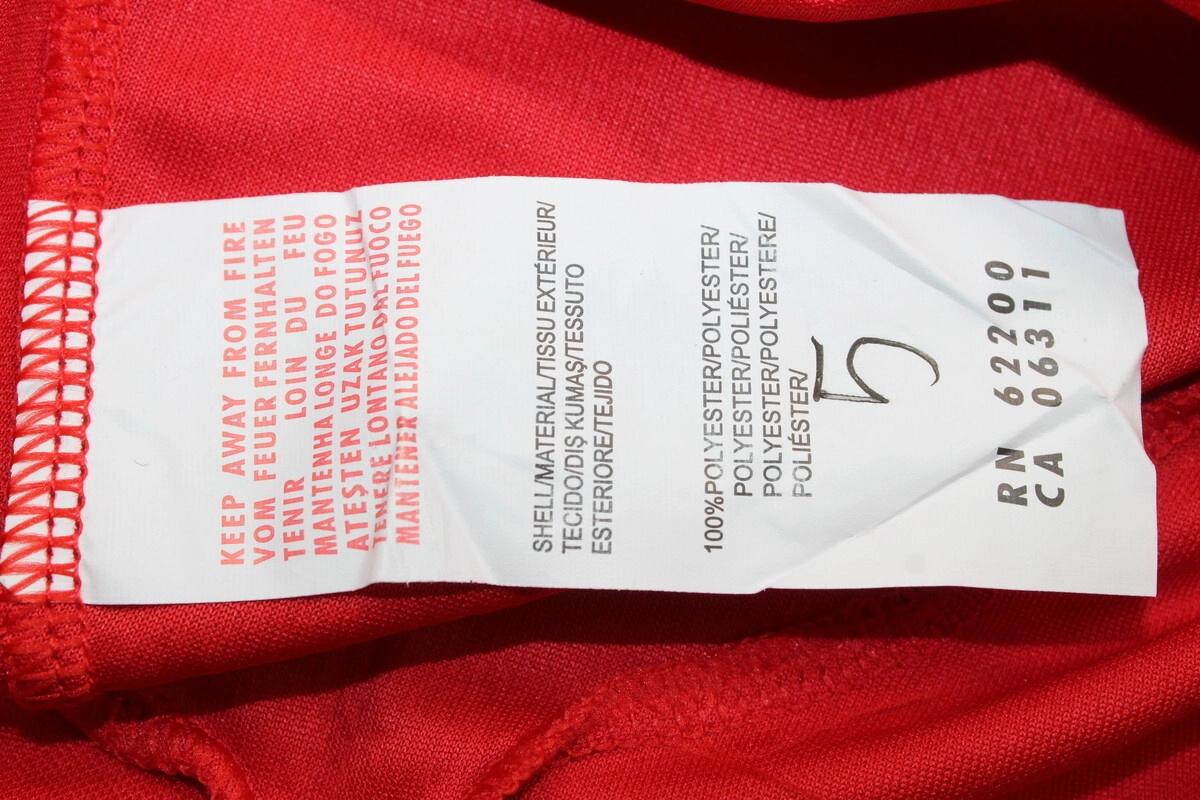 KEEP AWAY FROM FIRE
VOM FEUER FERNHALTEN
TENIR LOIN DU FEU
MANTENHA LONGE DO FOGO
ATEŞTEN UZAK TUTUNUZ
TENERE LONTANO DAL FUOCO
MANTENER ALEJADO DEL FUEGO
SHELL/MATERIAL/TISSU EXTÉRIEUR/
TECIDO/DIŞ KUMAŞ/TESSUTO
ESTERIORE/TEJIDO
100%POLYESTER/POLYESTER/
POLYESTER/POLIÉSTER/
POLYESTER/POLYESTERE/
POLIÉSTER/
5
RN 62200
CA 06311